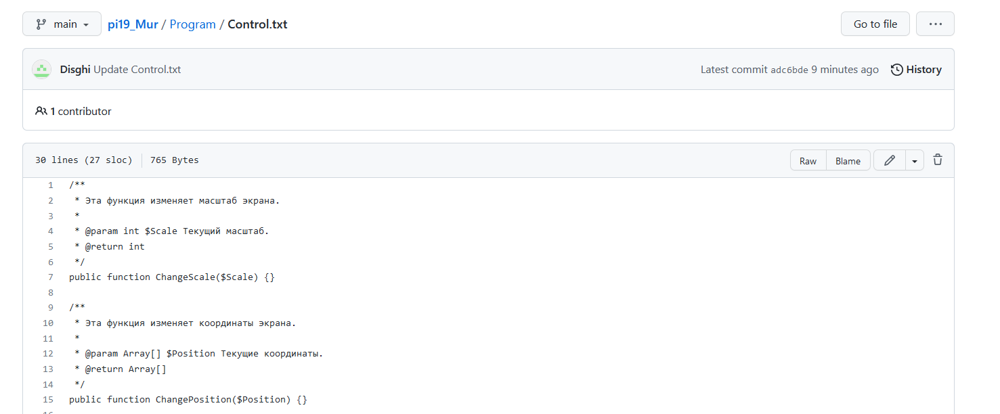 main pi19_Mur / Program / Control.txt Go to file ...
Disghi Update Control.txt Latest commit adc6bde 9 minutes ago History
1 contributor
30 lines (27 sloc) 765 Bytes Raw Blame
1 /**
2 * Эта функция изменяет масштаб экрана.
3 *
4 * @param int $Scale Текущий масштаб.
5 * @return int
6 */
7 public function ChangeScale($Scale) {}
8
9 /**
10 * Эта функция изменяет координаты экрана.
11 *
12 * @param Array[] $Position Текущие координаты.
13 * @return Array[]
14 */
15 public function ChangePosition($Position) {}